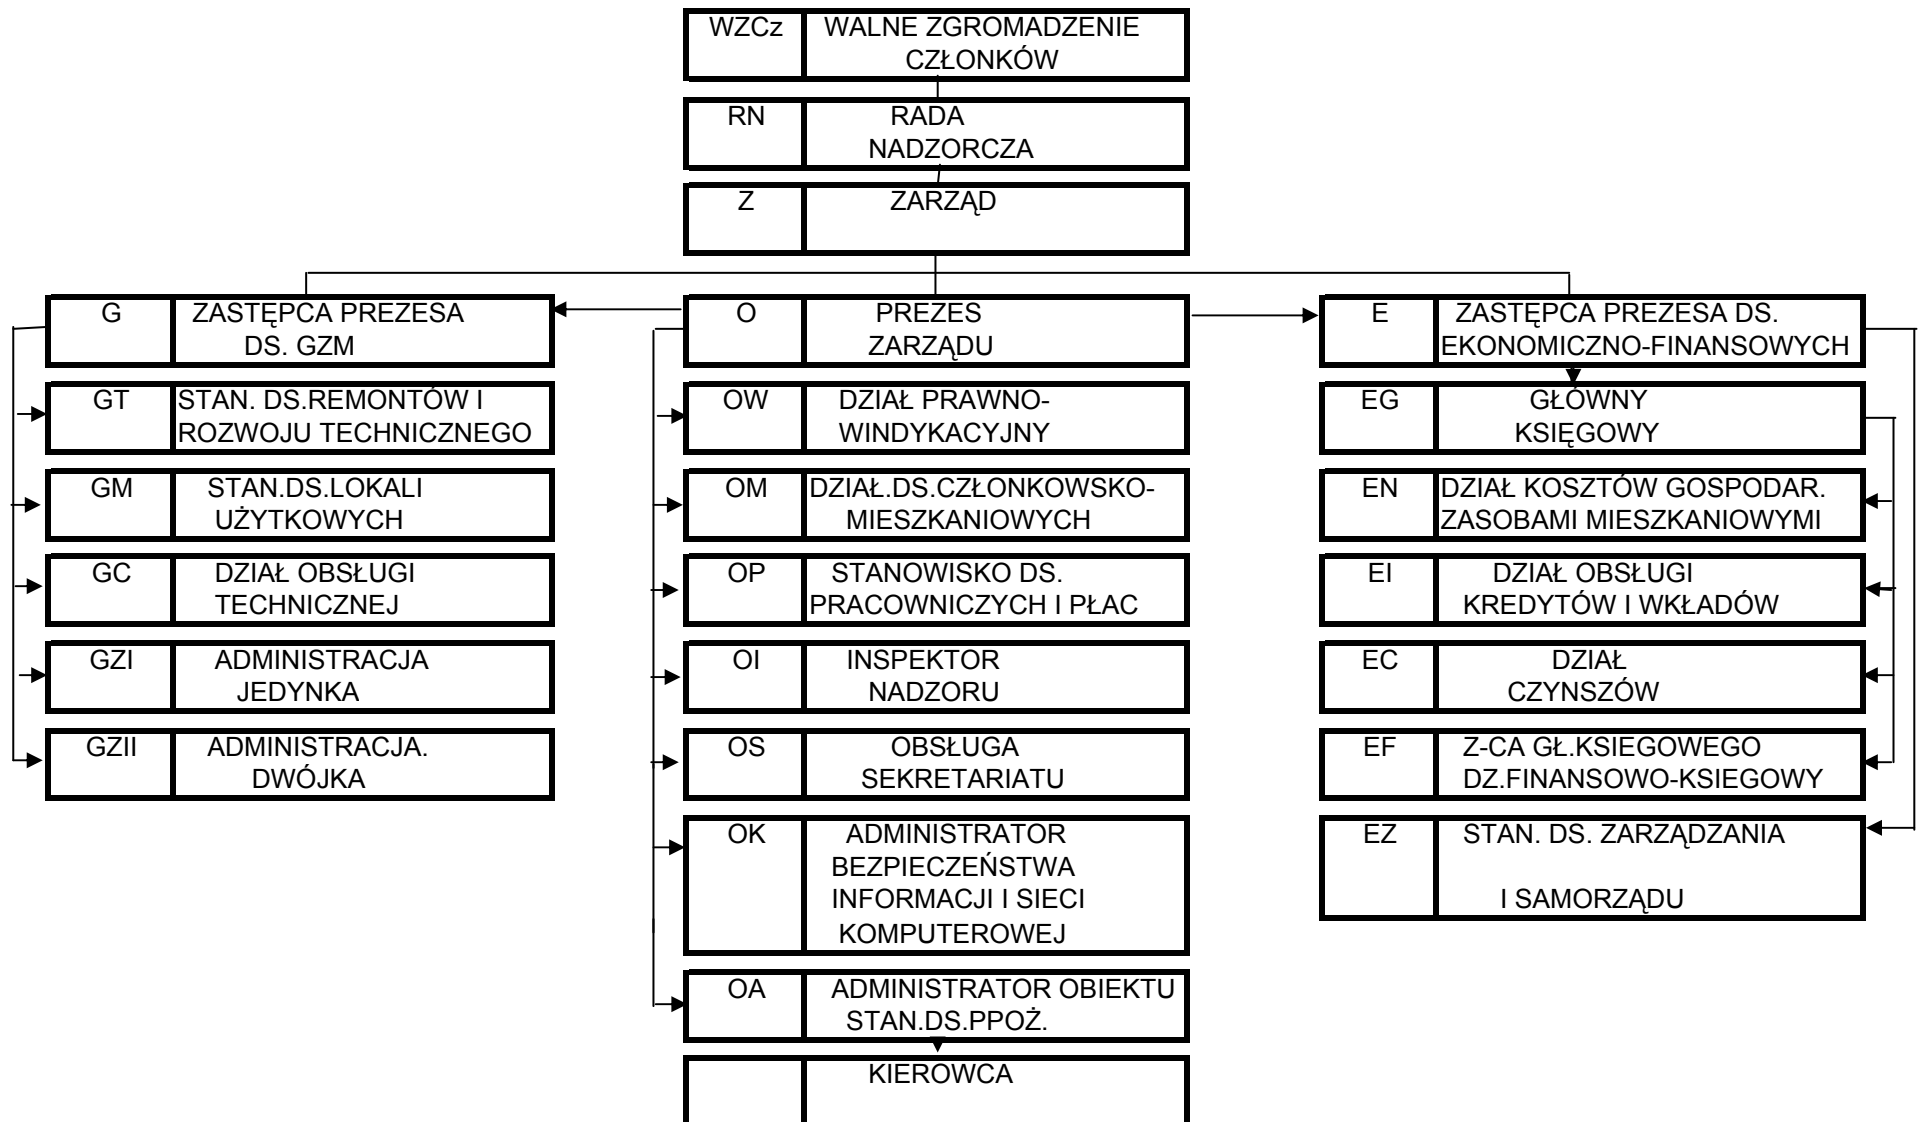 WZCz WALNE ZGROMADZENIE
CZŁONKÓW
RN RADA
NADZORCZA
Z ZARZĄD
G ZASTĘPCA PREZESA
DS. GZM
GT STAN. DS.REMONTÓW I
ROZWOJU TECHNICZNEGO
GM STAN.DS.LOKALI
UŻYTKOWYCH
GC DZIAŁ OBSŁUGI
TECHNICZNEJ
GZI ADMINISTRACJA
JEDYNKA
GZII ADMINISTRACJA.
DWÓJKA
O PREZES
ZARZĄDU
OW DZIAŁ PRAWNO-
WINDYKACYJNY
OM DZIAŁ.DS.CZŁONKOWSKO-
MIESZKANIOWYCH
OP STANOWISKO DS.
PRACOWNICZYCH I PŁAC
OI INSPEKTOR
NADZORU
OS OBSŁUGA
SEKRETARIATU
OK ADMINISTRATOR
BEZPIECZEŃSTWA
INFORMACJI I SIECI
KOMPUTEROWEJ
OA ADMINISTRATOR OBIEKTU
STAN.DS.PPOŻ.
KIEROWCA
E ZASTĘPCA PREZESA DS.
EKONOMICZNO-FINANSOWYCH
EG GŁÓWNY
KSIĘGOWY
EN DZIAŁ KOSZTÓW GOSPODAR.
ZASOBAMI MIESZKANIOWYMI
EI DZIAŁ OBSŁUGI
KREDYTÓW I WKŁADÓW
EC DZIAŁ
CZYNSZÓW
EF Z-CA GŁ.KSIEGOWEGO
DZ.FINANSOWO-KSIEGOWY
EZ STAN. DS. ZARZĄDZANIA
I SAMORZĄDU